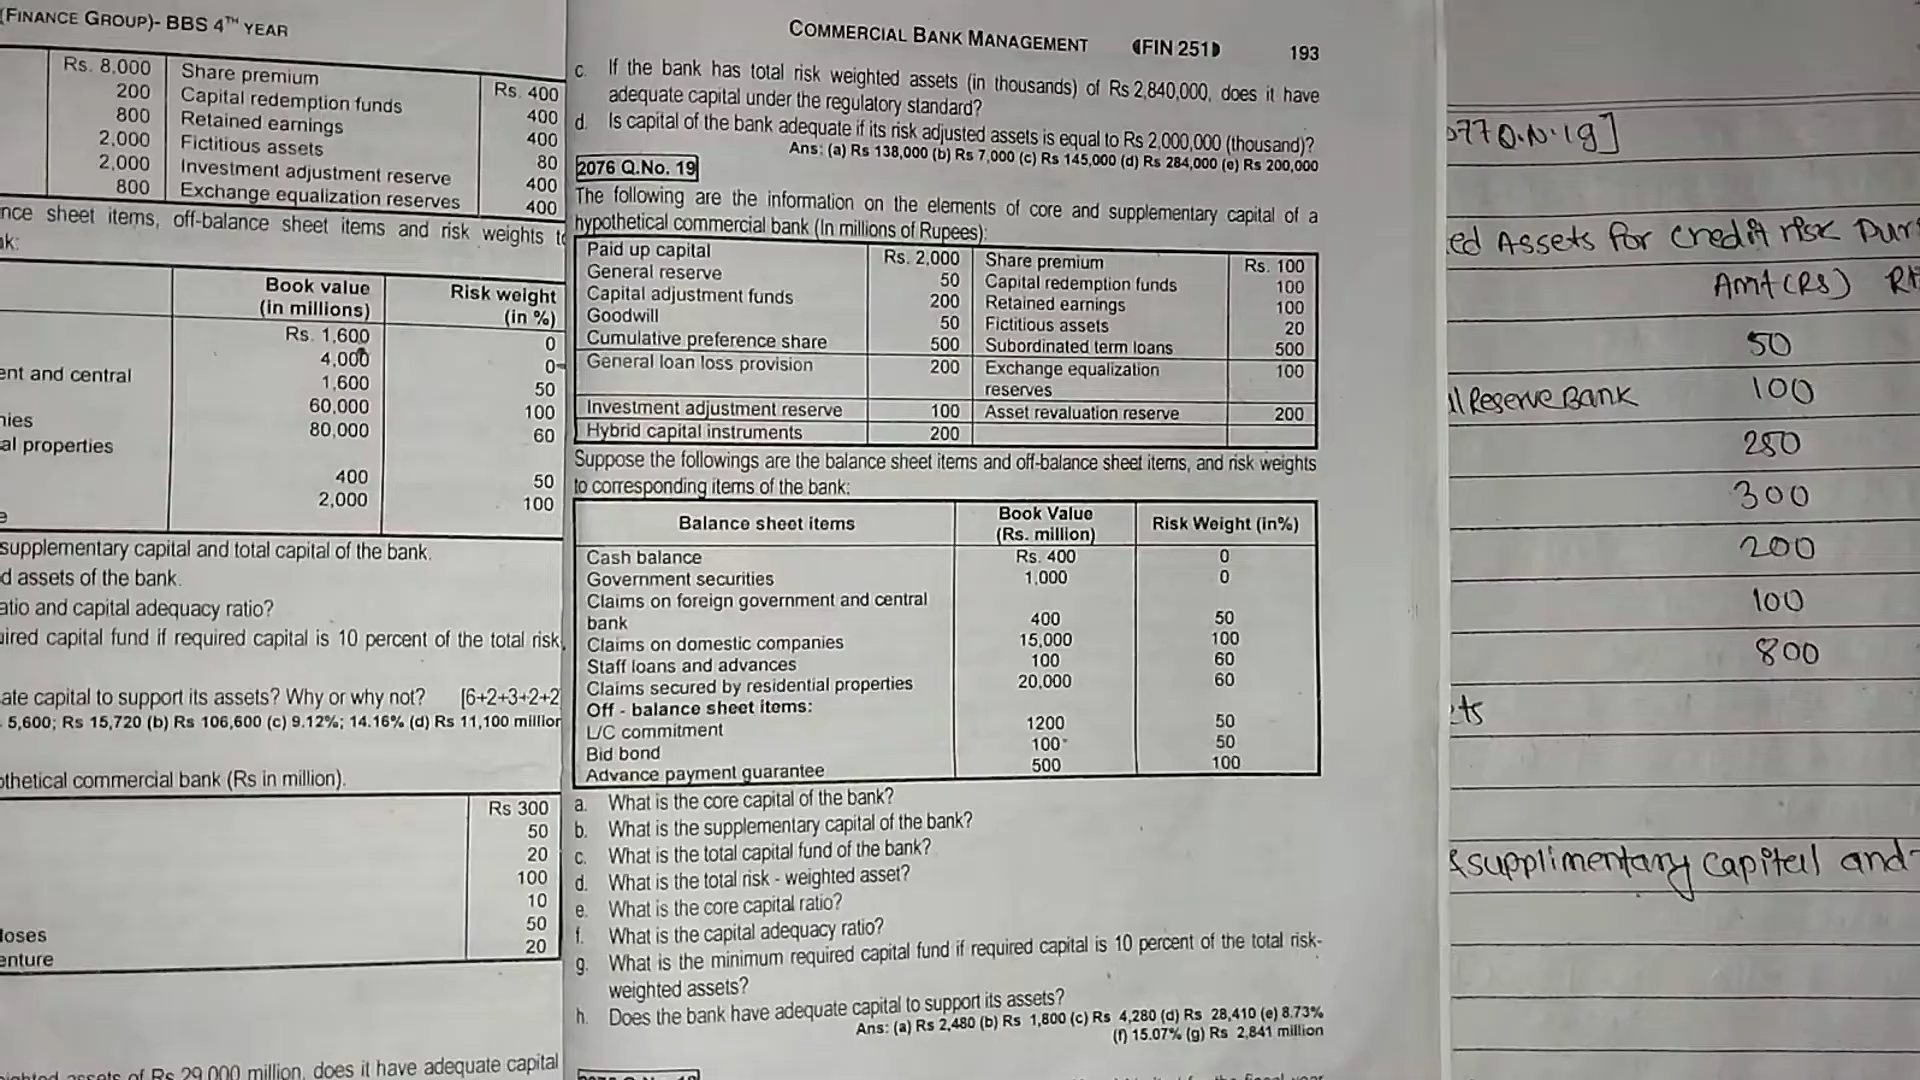 (FINANCE GROUP)- BBS 4TH YEAR
Rs. 8,000 Share premium Rs. 400
200 Capital redemption funds 400
800 Retained earnings 400
2,000 Fictitious assets 80
2,000 Investment adjustment reserve 400
800 Exchange equalization reserves 400
nce sheet items, off-balance sheet items and risk weights
Book value (in millions) Risk weight (in %)
Rs. 1,600 0
4,000 0
ent and central 1,600 50
60,000 100
al properties 80,000 60
400 50
2,000 100
supplementary capital and total capital of the bank.
d assets of the bank.
atio and capital adequacy ratio?
ired capital fund if required capital is 10 percent of the total risk
ate capital to support its assets? Why or why not? [6+2+3+2+2
5,600; Rs 15,720 (b) Rs 106,600 (c) 9.12%; 14.16% (d) Rs 11,100 million
othetical commercial bank (Rs in million).
Rs 300
50
20
100
10
loses 50
enture 20
ighted assets of Rs 29,000 million, does it have adequate capital
COMMERCIAL BANK MANAGEMENT (FIN 251) 193
c. If the bank has total risk weighted assets (in thousands) of Rs 2,840,000, does it have
adequate capital under the regulatory standard?
d. Is capital of the bank adequate if its risk adjusted assets is equal to Rs 2,000,000 (thousand)?
Ans: (a) Rs 138,000 (b) Rs 7,000 (c) Rs 145,000 (d) Rs 284,000 (e) Rs 200,000
2076 Q.No. 19
The following are the information on the elements of core and supplementary capital of a
hypothetical commercial bank (In millions of Rupees):
Paid up capital Rs. 2,000 Share premium Rs. 100
General reserve 50 Capital redemption funds 100
Capital adjustment funds 200 Retained earnings 100
Goodwill 50 Fictitious assets 20
Cumulative preference share 500 Subordinated term loans 500
General loan loss provision 200 Exchange equalization 100
reserves
Investment adjustment reserve 100 Asset revaluation reserve 200
Hybrid capital instruments 200
Suppose the followings are the balance sheet items and off-balance sheet items, and risk weights
to corresponding items of the bank:
Balance sheet items Book Value (Rs. million) Risk Weight (in%)
Cash balance Rs. 400 0
Government securities 1,000 0
Claims on foreign government and central
bank 400 50
Claims on domestic companies 15,000 100
Staff loans and advances 100 60
Claims secured by residential properties 20,000 60
Off - balance sheet items:
L/C commitment 1200 50
Bid bond 100 50
Advance payment guarantee 500 100
a. What is the core capital of the bank?
b. What is the supplementary capital of the bank?
c. What is the total capital fund of the bank?
d. What is the total risk - weighted asset?
e. What is the core capital ratio?
f. What is the capital adequacy ratio?
g. What is the minimum required capital fund if required capital is 10 percent of the total risk-
weighted assets?
h. Does the bank have adequate capital to support its assets?
Ans: (a) Rs 2,480 (b) Rs 1,800 (c) Rs 4,280 (d) Rs 28,410 (e) 8.73%
(f) 15.07% (g) Rs 2,841 million
077 Q.N.19]
ed Assets for credit risk
Amt (Rs)
50
Reserve Bank 100
250
300
200
100
800
ts
&supplimentary capital and